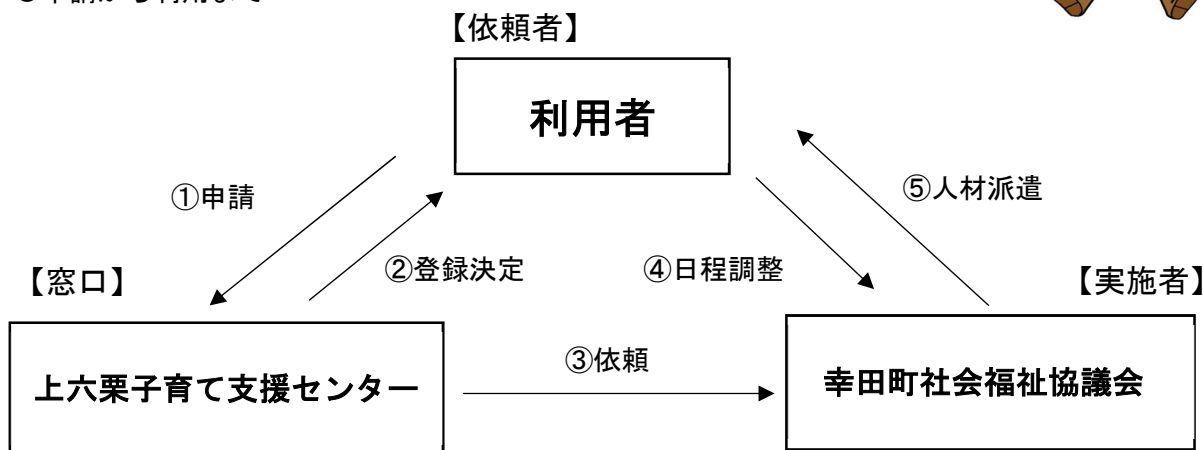 【依頼者】
利用者
①申請
⑤人材派遣
②登録決定
④日程調整
【窓口】
【実施者】
③依頼
上六栗子育て支援センター
幸田町社会福祉協議会